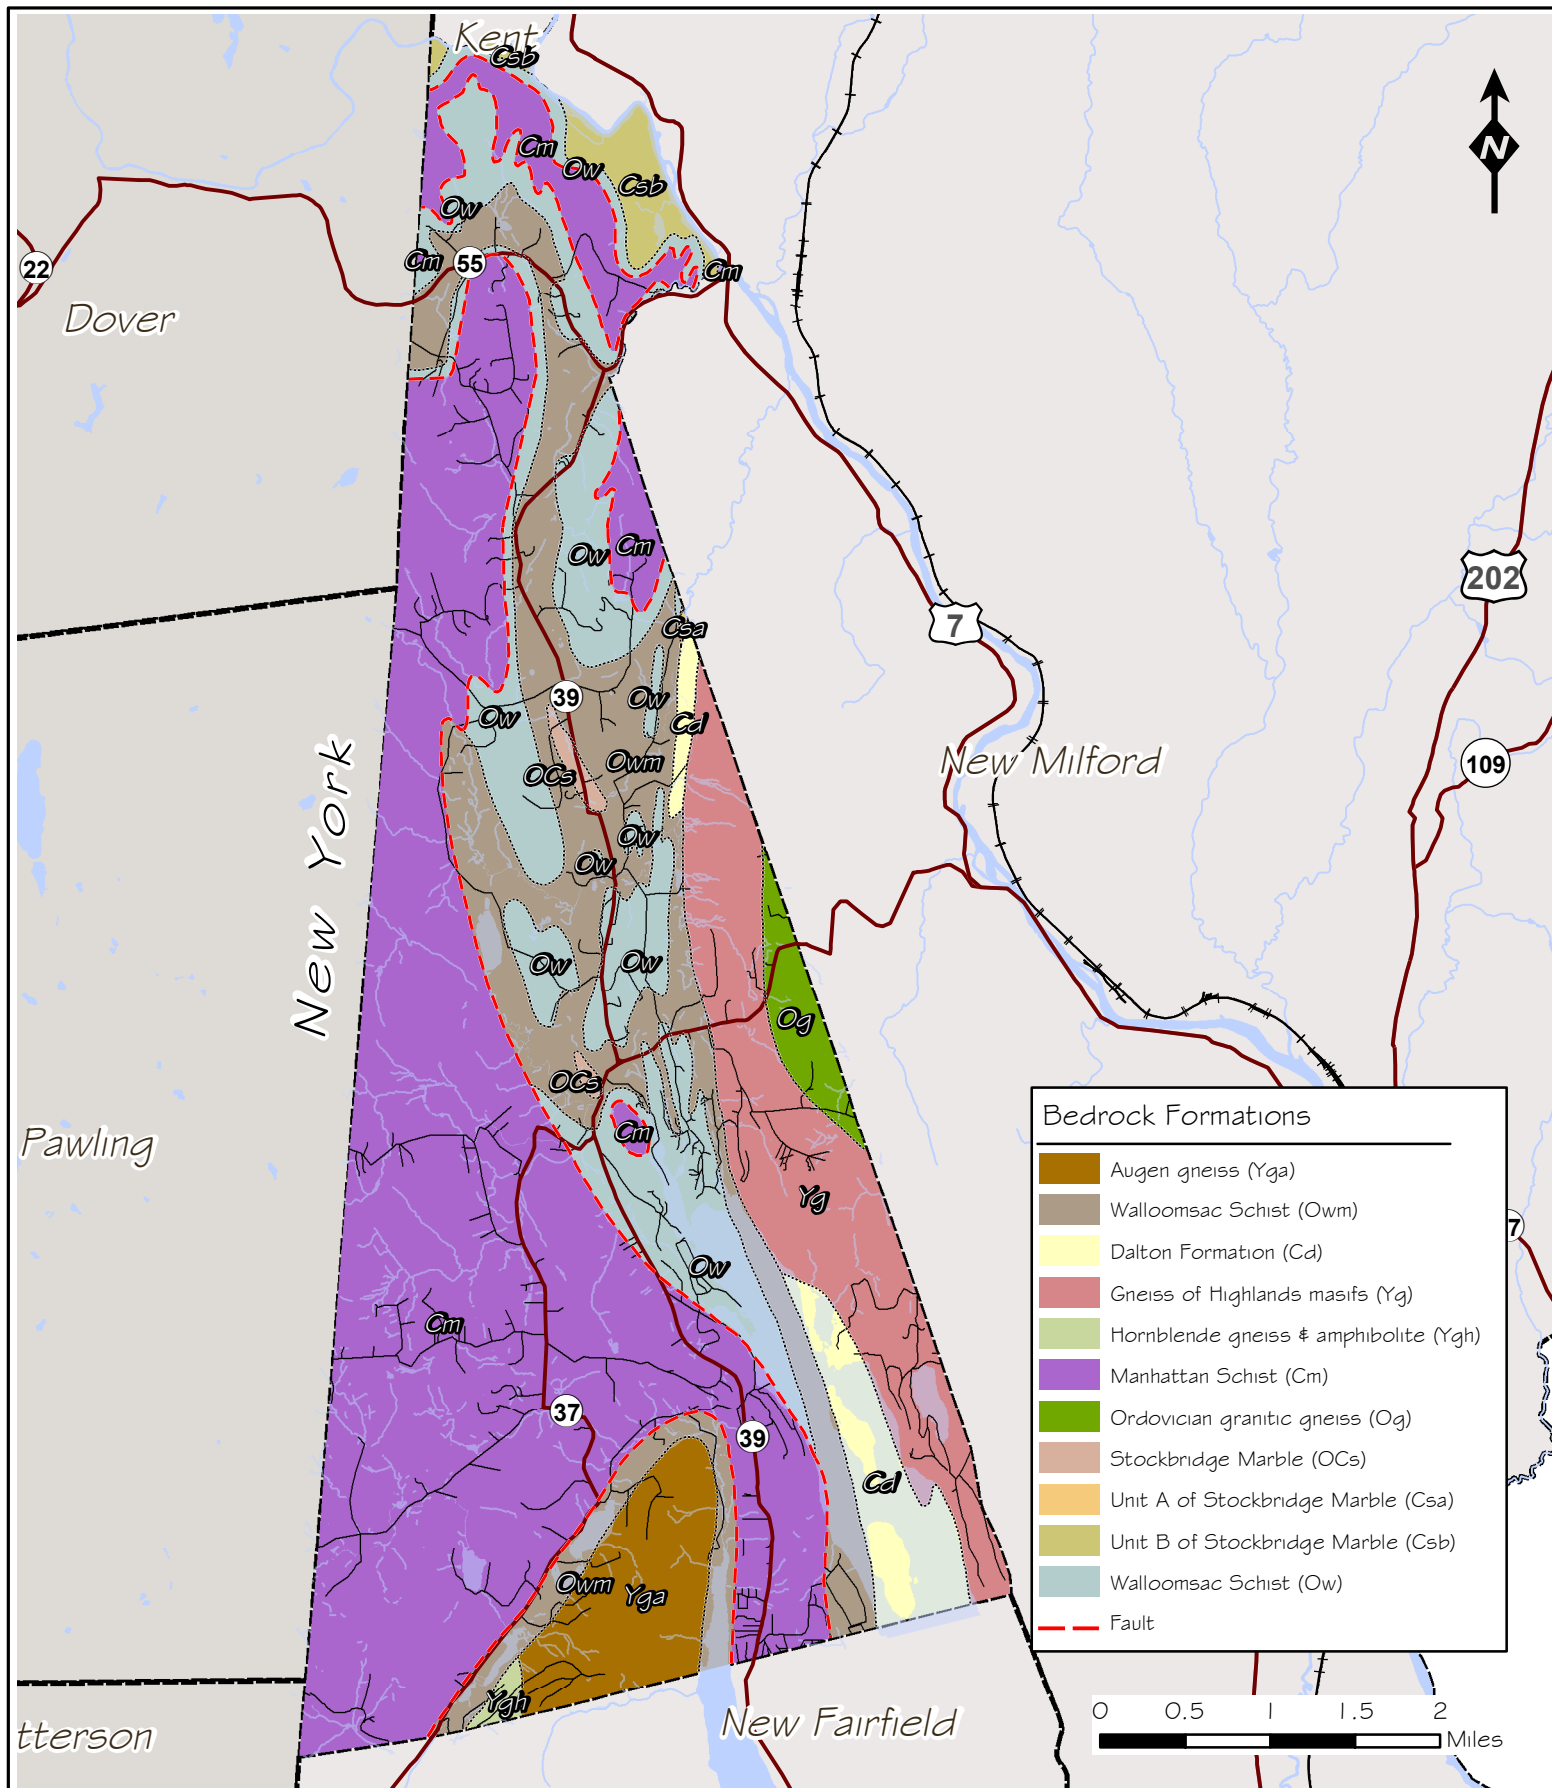 Kent
Csb
Cm
Ow
Csb
Ow
Cm
55
Cm
22
Dover
Ow
Cm
202
7
Csa
Ow
39
Ow
Cd
Owm
OCs
New Milford
109
New York
Ow
Ow
Ow
Ow
Og
OCs
Cm
Pawling
Yg
Ow
Cm
37
39
Cd
Owm
Yga
Ygh
New Fairfield
tterson
7
N
Bedrock Formations
Augen gneiss (Yga)
Walloomsac Schist (Owm)
Dalton Formation (Cd)
Gneiss of Highlands masifs (Yg)
Hornblende gneiss & amphibolite (Ygh)
Manhattan Schist (Cm)
Ordovician granitic gneiss (Og)
Stockbridge Marble (OCs)
Unit A of Stockbridge Marble (Csa)
Unit B of Stockbridge Marble (Csb)
Walloomsac Schist (Ow)
Fault
0 0.5 1 1.5 2
Miles